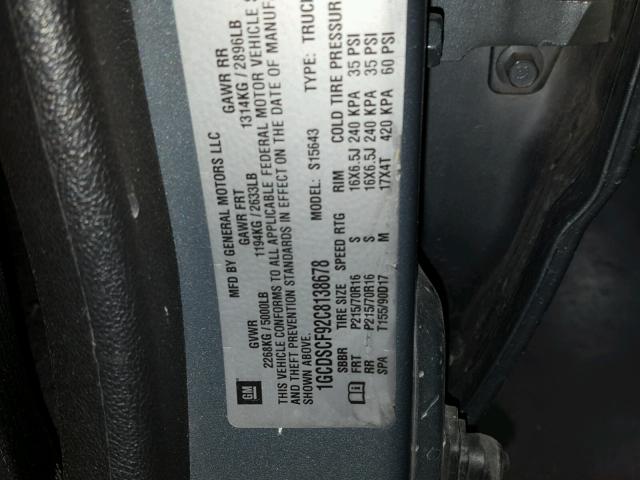 MFD BY GENERAL MOTORS LLC
GVWR GAWR FRT GAWR RR
2268KG/5000LB 1194KG/2633LB 1314KG/2896LB
THIS VEHICLE CONFORMS TO ALL APPLICABLE FEDERAL MOTOR VEHICLE
AND THEFT PREVENTION STANDARDS IN EFFECT ON THE DATE OF MANUF
SHOWN ABOVE.
1GCDSCF92C8138678 MODEL: S15643 TYPE: TRUCK
TIRE SIZE SPEED RTG RIM COLD TIRE PRESSURE
SBBR
FRT P215/70R16 S 16X6.5J 240 KPA 35 PSI
RR P215/70R16 S 16X6.5J 240 KPA 35 PSI
SPA T155/90D17 M 17X4T 420 KPA 60 PSI
GM